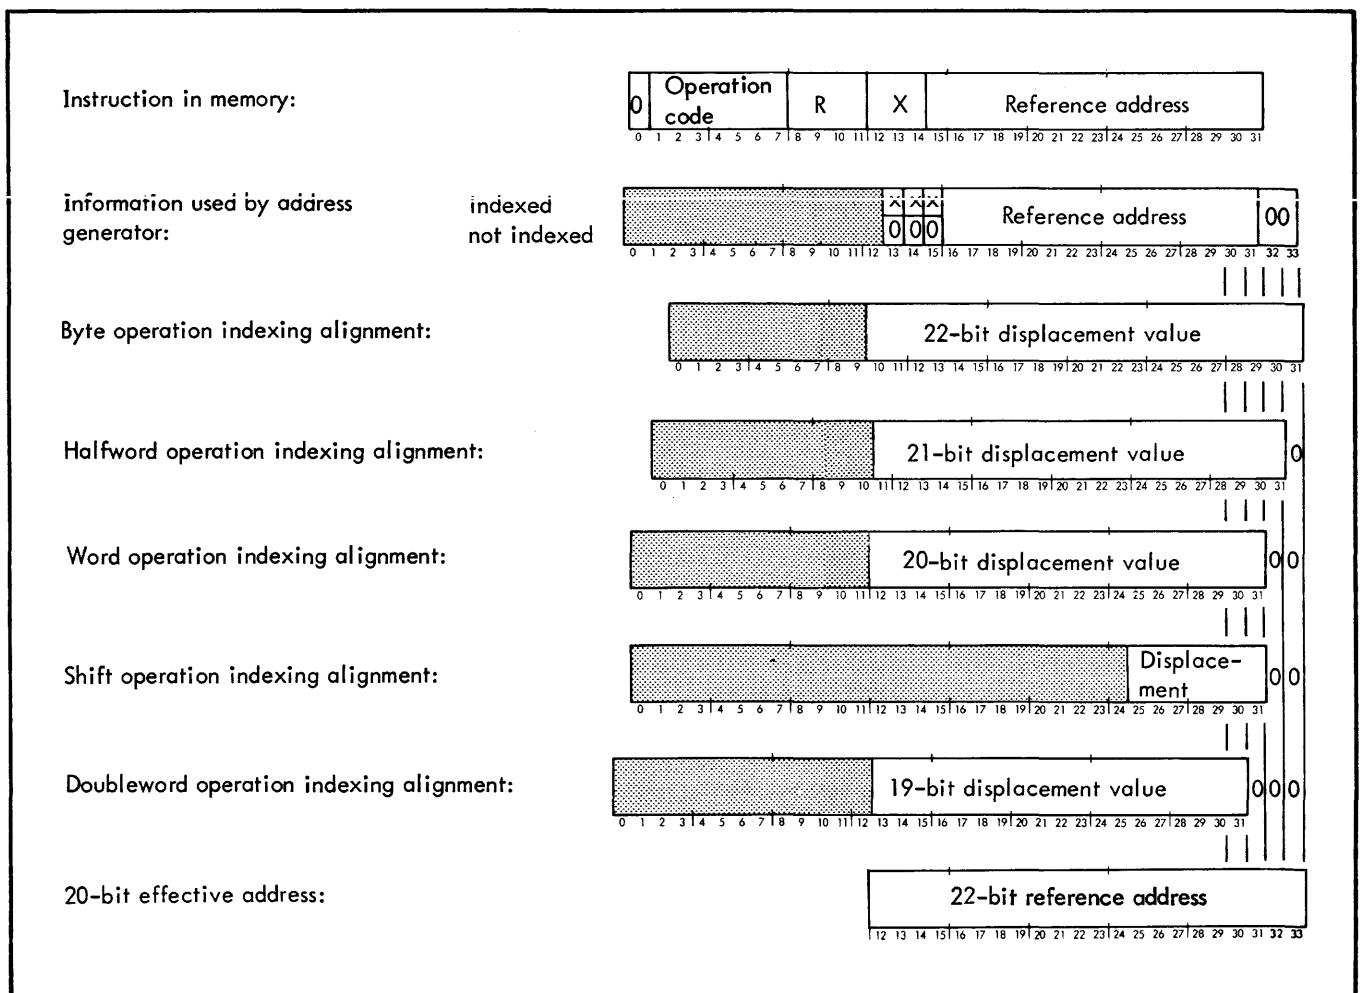 Instruction in memory:
0 Operation code R X Reference address
0 1 2 3 4 5 6 7 8 9 10 11 12 13 14 15 16 17 18 19 20 21 22 23 24 25 26 27 28 29 30 31
Information used by address generator:
indexed
not indexed
X X X
0 0 0
Reference address 00
0 1 2 3 4 5 6 7 8 9 10 11 12 13 14 15 16 17 18 19 20 21 22 23 24 25 26 27 28 29 30 31 32 33
Byte operation indexing alignment:
22-bit displacement value
0 1 2 3 4 5 6 7 8 9 10 11 12 13 14 15 16 17 18 19 20 21 22 23 24 25 26 27 28 29 30 31
Halfword operation indexing alignment:
21-bit displacement value 0
0 1 2 3 4 5 6 7 8 9 10 11 12 13 14 15 16 17 18 19 20 21 22 23 24 25 26 27 28 29 30 31
Word operation indexing alignment:
20-bit displacement value 0 0
0 1 2 3 4 5 6 7 8 9 10 11 12 13 14 15 16 17 18 19 20 21 22 23 24 25 26 27 28 29 30 31
Shift operation indexing alignment:
Displace-
ment
0 0
0 1 2 3 4 5 6 7 8 9 10 11 12 13 14 15 16 17 18 19 20 21 22 23 24 25 26 27 28 29 30 31
Doubleword operation indexing alignment:
19-bit displacement value 0 0 0
0 1 2 3 4 5 6 7 8 9 10 11 12 13 14 15 16 17 18 19 20 21 22 23 24 25 26 27 28 29 30 31
20-bit effective address:
22-bit reference address
12 13 14 15 16 17 18 19 20 21 22 23 24 25 26 27 28 29 30 31 32 33